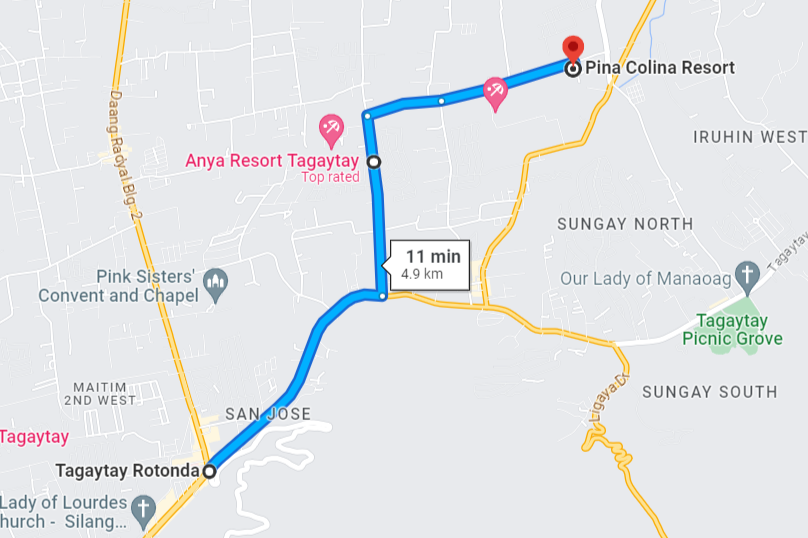 Pina Colina Resort
Daang Radyal Blg. 2
IRUHIN WEST
Anya Resort Tagaytay
Top rated
SUNGAY NORTH
Tagaytay
11 min
4.9 km
Pink Sisters'
Convent and Chapel
Our Lady of Manaoag
Tagaytay
Picnic Grove
MAITIM
2ND WEST
SAN JOSE
Ligaya Dr
SUNGAY SOUTH
Tagaytay
Tagaytay Rotonda
Lady of Lourdes
hurch - Silang...